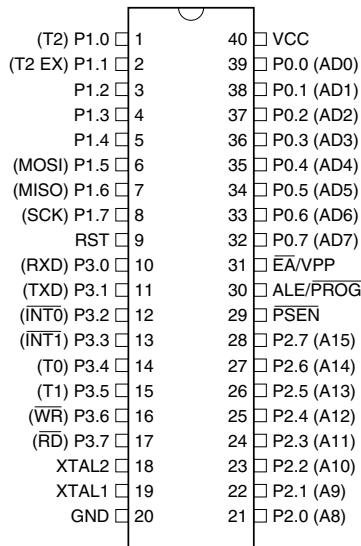 (T2) P1.0 1 40 VCC
(T2 EX) P1.1 2 39 P0.0 (AD0)
P1.2 3 38 P0.1 (AD1)
P1.3 4 37 P0.2 (AD2)
P1.4 5 36 P0.3 (AD3)
(MOSI) P1.5 6 35 P0.4 (AD4)
(MISO) P1.6 7 34 P0.5 (AD5)
(SCK) P1.7 8 33 P0.6 (AD6)
RST 9 32 P0.7 (AD7)
(RXD) P3.0 10 31 E̅A̅/VPP
(TXD) P3.1 11 30 ALE/P̅R̅O̅G̅
(I̅N̅T̅0̅) P3.2 12 29 P̅S̅E̅N̅
(I̅N̅T̅1̅) P3.3 13 28 P2.7 (A15)
(T0) P3.4 14 27 P2.6 (A14)
(T1) P3.5 15 26 P2.5 (A13)
(W̅R̅) P3.6 16 25 P2.4 (A12)
(R̅D̅) P3.7 17 24 P2.3 (A11)
XTAL2 18 23 P2.2 (A10)
XTAL1 19 22 P2.1 (A9)
GND 20 21 P2.0 (A8)